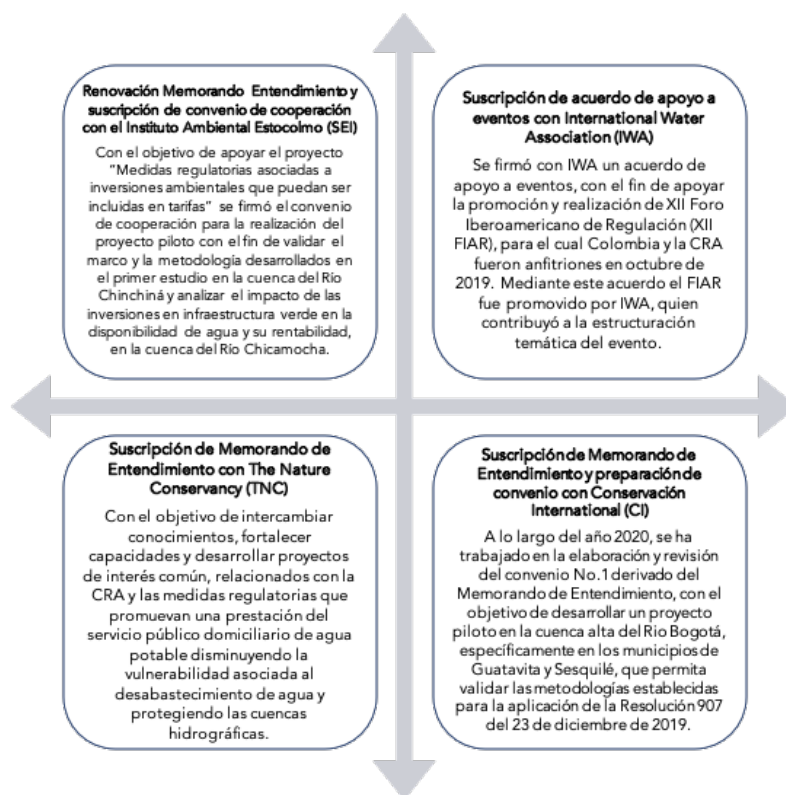 Renovación Memorando Entendimiento y
suscripción de convenio de cooperación
con el Instituto Ambiental Estocolmo (SEI)
Con el objetivo de apoyar el proyecto
"Medidas regulatorias asociadas a
inversiones ambientales que puedan ser
incluidas en tarifas" se firmó el convenio
de cooperación para la realización del
proyecto piloto con el fin de validar el
marco y la metodología desarrollados en
el primer estudio en la cuenca del Río
Chinchiná y analizar el impacto de las
inversiones en infraestructura verde en la
disponibilidad de agua y su rentabilidad,
en la cuenca del Río Chicamocha.
Suscripción de acuerdo de apoyo a
eventos con International Water
Association (IWA)
Se firmó con IWA un acuerdo de
apoyo a eventos, con el fin de apoyar
la promoción y realización de XII Foro
Iberoamericano de Regulación (XII
FIAR), para el cual Colombia y la CRA
fueron anfitriones en octubre de
2019. Mediante este acuerdo el FIAR
fue promovido por IWA, quien
contribuyó a la estructuración
temática del evento.
Suscripción de Memorando de
Entendimiento con The Nature
Conservancy (TNC)
Con el objetivo de intercambiar
conocimientos, fortalecer
capacidades y desarrollar proyectos
de interés común, relacionados con la
CRA y las medidas regulatorias que
promuevan una prestación del
servicio público domiciliario de agua
potable disminuyendo la
vulnerabilidad asociada al
desabastecimiento de agua y
protegiendo las cuencas
hidrográficas.
Suscripción de Memorando de
Entendimiento y preparación de
convenio con Conservación
International (CI)
A lo largo del año 2020, se ha
trabajado en la elaboración y revisión
del convenio No.1 derivado del
Memorando de Entendimiento, con el
objetivo de desarrollar un proyecto
piloto en la cuenca alta del Rio Bogotá,
específicamente en los municipios de
Guatavita y Sesquilé, que permita
validar las metodologías establecidas
para la aplicación de la Resolución 907
del 23 de diciembre de 2019.